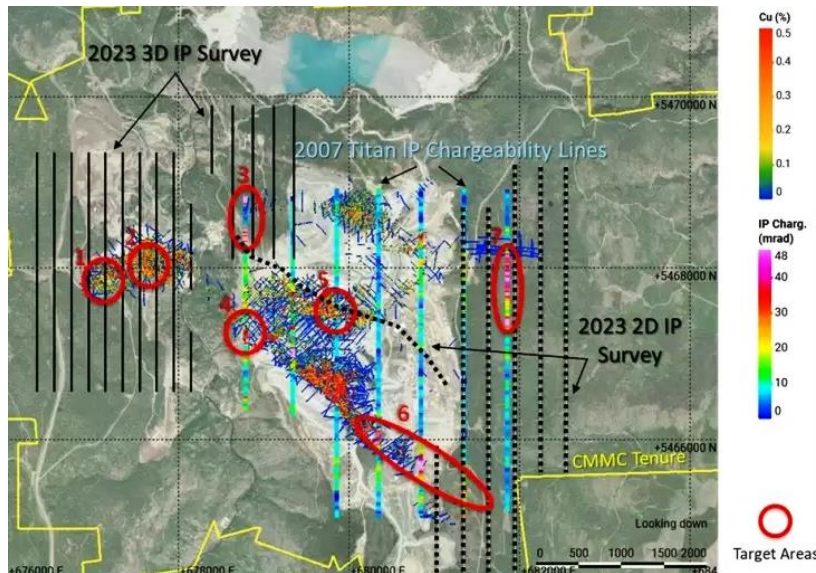 2023 3D IP Survey
Cu (%)
0.5
0.4
0.3
0.2
0.1
0
+5470000 N
2007 Titan IP Chargeability Lines
3
2
1
7
IP Charg.
(mrad)
48
40
30
20
10
0
+5468000 N
5
4
2023 2D IP
Survey
6
+5466000 N
CMMC Tenure
Looking down
0 500 1000 1500 2000
+676000 E
+678000 E
+680000 E
+682000 E
+684
Target Areas